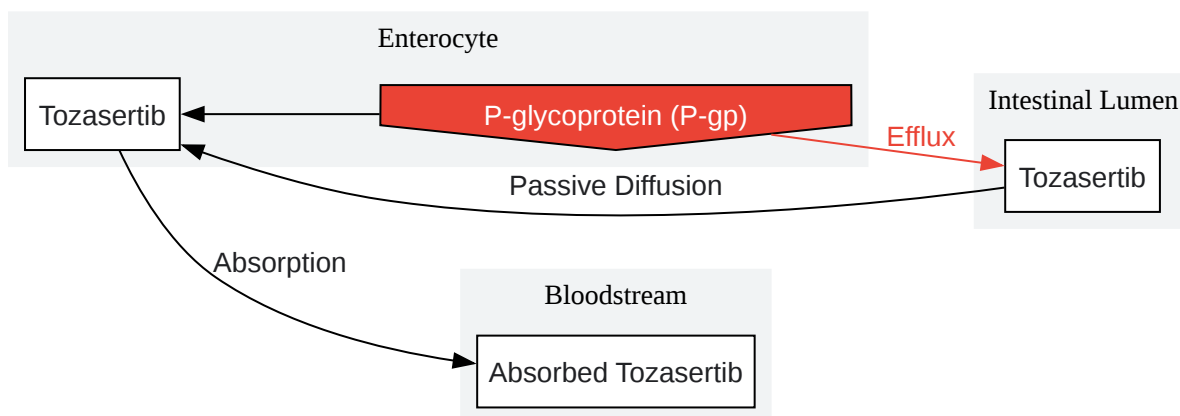 Enterocyte
Tozasertib
P-glycoprotein (P-gp)
Intestinal Lumen
Efflux
Tozasertib
Passive Diffusion
Absorption
Bloodstream
Absorbed Tozasertib